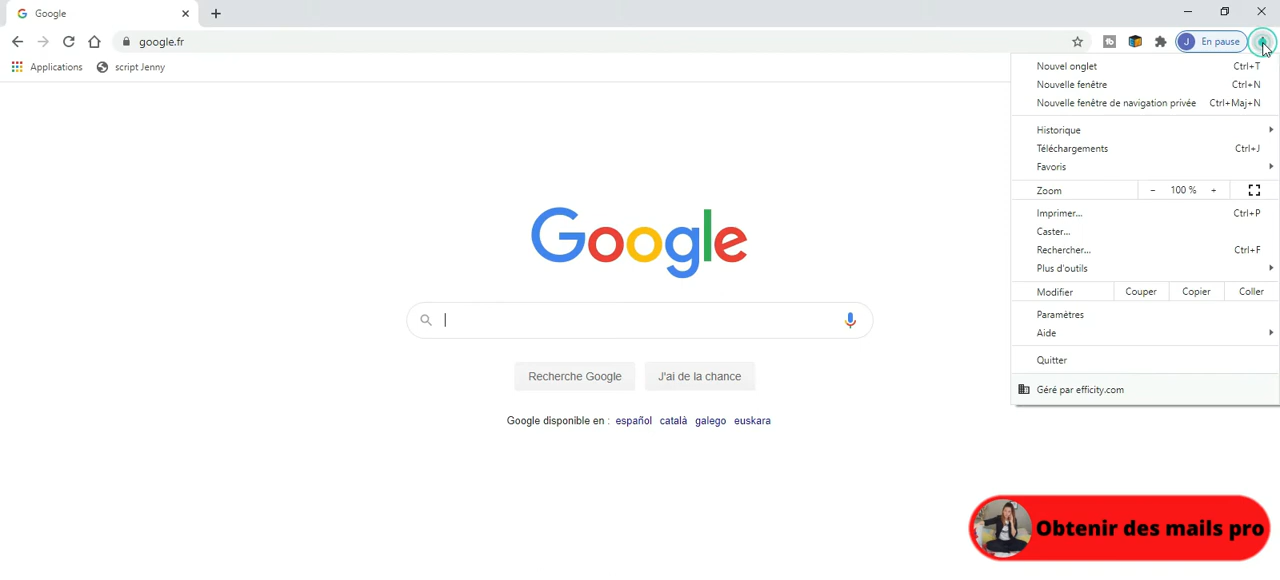 Google
google.fr
En pause
Applications
script Jenny
Nouvel onglet Ctrl+T
Nouvelle fenêtre Ctrl+N
Nouvelle fenêtre de navigation privée Ctrl+Maj+N
Historique
Téléchargements Ctrl+J
Favoris
Zoom - 100 % +
Imprimer... Ctrl+P
Caster...
Rechercher... Ctrl+F
Plus d'outils
Modifier Couper Copier Coller
Paramètres
Aide
Quitter
Géré par efficity.com
Google
Recherche Google
J'ai de la chance
Google disponible en : español català galego euskara
Obtenir des mails pro